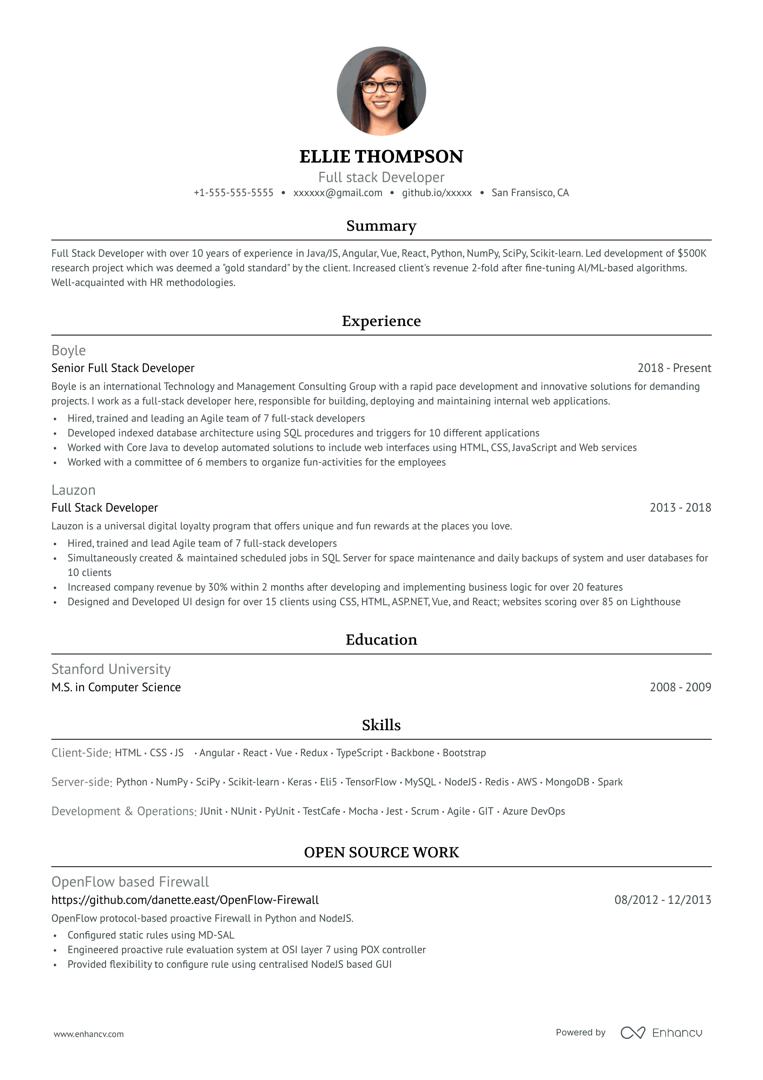 ELLIE THOMPSON
Full stack Developer
+1-555-555-5555 • xxxxxx@gmail.com • github.io/xxxxx • San Fransisco, CA
Summary
Full Stack Developer with over 10 years of experience in Java/JS, Angular, Vue, React, Python, NumPy, SciPy, Scikit-learn. Led development of $500K
research project which was deemed a "gold standard" by the client. Increased client's revenue 2-fold after fine-tuning AI/ML-based algorithms.
Well-acquainted with HR methodologies.
Experience
Boyle
Senior Full Stack Developer 2018 - Present
Boyle is an international Technology and Management Consulting Group with a rapid pace development and innovative solutions for demanding
projects. I work as a full-stack developer here, responsible for building, deploying and maintaining internal web applications.
• Hired, trained and leading an Agile team of 7 full-stack developers
• Developed indexed database architecture using SQL procedures and triggers for 10 different applications
• Worked with Core Java to develop automated solutions to include web interfaces using HTML, CSS, JavaScript and Web services
• Worked with a committee of 6 members to organize fun-activities for the employees
Lauzon
Full Stack Developer 2013 - 2018
Lauzon is a universal digital loyalty program that offers unique and fun rewards at the places you love.
• Hired, trained and lead Agile team of 7 full-stack developers
• Simultaneously created & maintained scheduled jobs in SQL Server for space maintenance and daily backups of system and user databases for
10 clients
• Increased company revenue by 30% within 2 months after developing and implementing business logic for over 20 features
• Designed and Developed UI design for over 15 clients using CSS, HTML, ASP.NET, Vue, and React; websites scoring over 85 on Lighthouse
Education
Stanford University
M.S. in Computer Science 2008 - 2009
Skills
Client-Side: HTML · CSS · JS · Angular · React · Vue · Redux · TypeScript · Backbone · Bootstrap
Server-side: Python · NumPy · SciPy · Scikit-learn · Keras · Eli5 · TensorFlow · MySQL · NodeJS · Redis · AWS · MongoDB · Spark
Development & Operations: JUnit · NUnit · PyUnit · TestCafe · Mocha · Jest · Scrum · Agile · GIT · Azure DevOps
OPEN SOURCE WORK
OpenFlow based Firewall
https://github.com/danette.east/OpenFlow-Firewall 08/2012 - 12/2013
OpenFlow protocol-based proactive Firewall in Python and NodeJS.
• Configured static rules using MD-SAL
• Engineered proactive rule evaluation system at OSI layer 7 using POX controller
• Provided flexibility to configure rule using centralised NodeJS based GUI
www.enhancv.com Powered by Enhancv